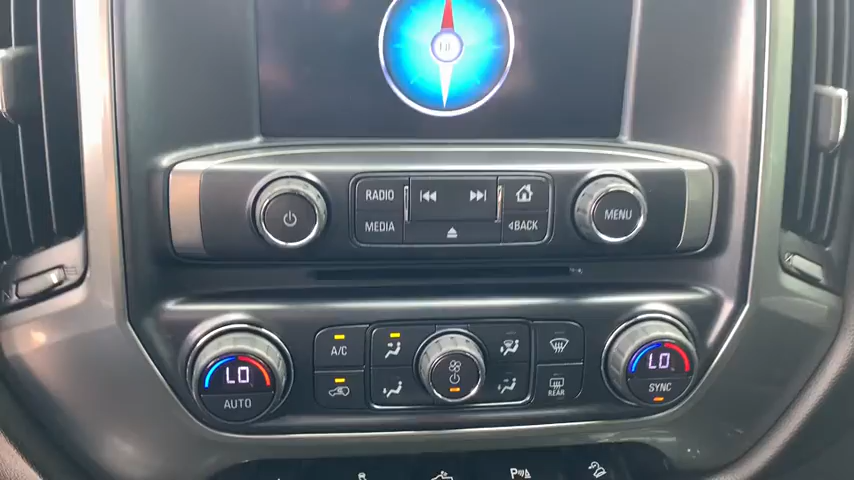 RADIO
MEDIA
BACK
MENU
A/C
LO
AUTO
REAR
LO
SYNC
P